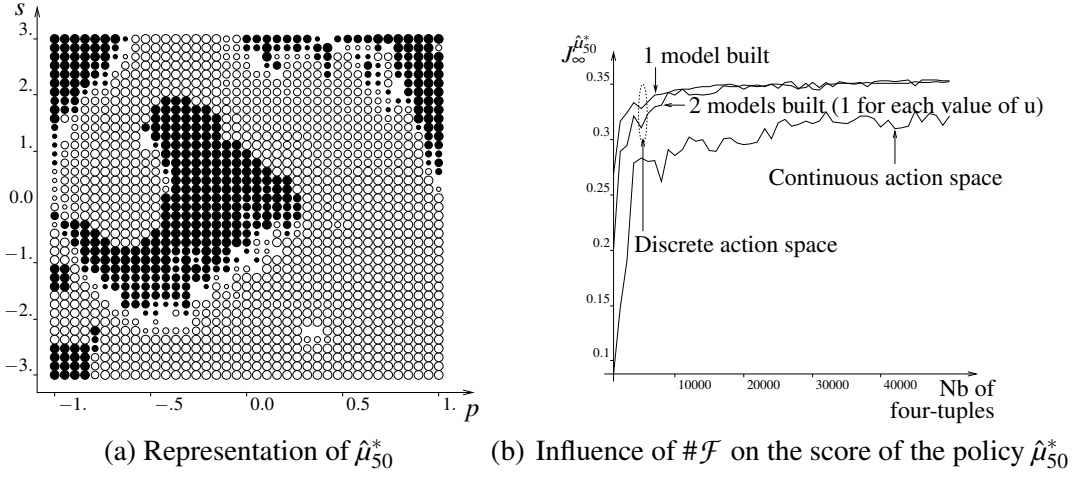 s
3.
2.
1.
0.0
−1.
−2.
−3.
−1.
−.5
0.0
0.5
1.
p
(a) Representation of μ̂*₅₀
J∞^μ̂*₅₀
0.35
0.3
0.25
0.2
0.15
0.1
1 model built
2 models built (1 for each value of u)
Continuous action space
Discrete action space
10000
20000
30000
40000
Nb of
four-tuples
(b) Influence of #ℱ on the score of the policy μ̂*₅₀